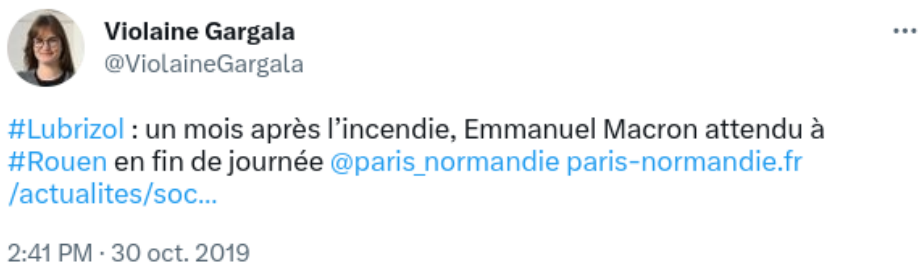 Violaine Gargala
@ViolaineGargala
#Lubrizol : un mois après l’incendie, Emmanuel Macron attendu à
#Rouen en fin de journée @paris_normandie paris-normandie.fr
/actualites/soc...
2:41 PM · 30 oct. 2019